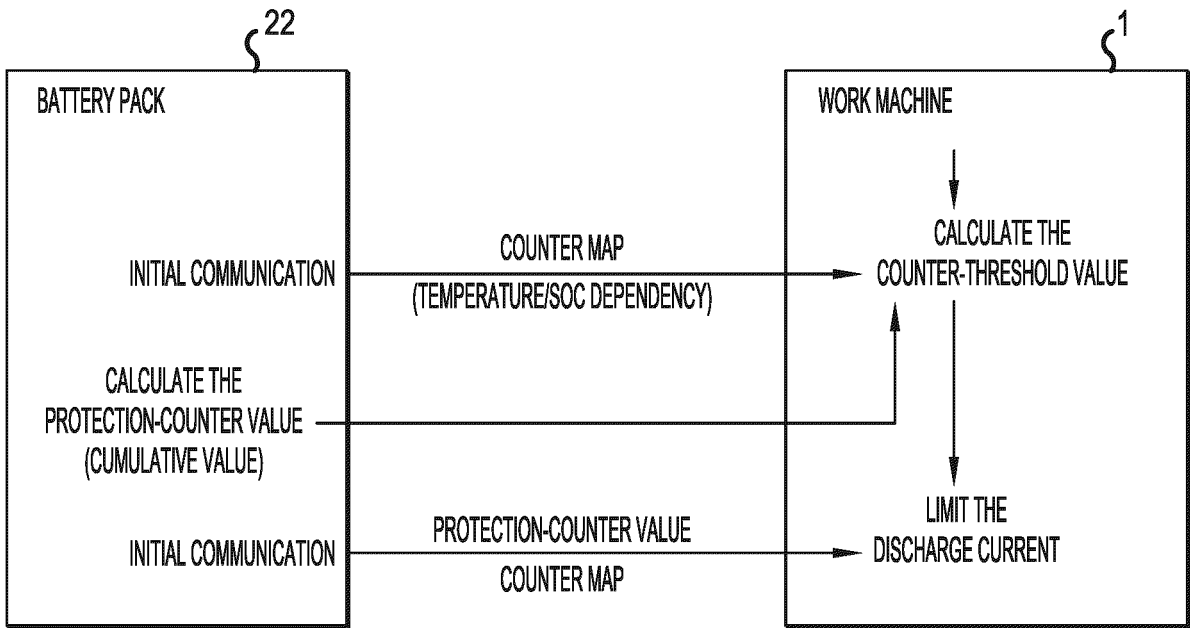 22
1
BATTERY PACK
WORK MACHINE
INITIAL COMMUNICATION
COUNTER MAP
(TEMPERATURE/SOC DEPENDENCY)
CALCULATE THE
COUNTER-THRESHOLD VALUE
CALCULATE THE
PROTECTION-COUNTER VALUE
(CUMULATIVE VALUE)
INITIAL COMMUNICATION
PROTECTION-COUNTER VALUE
COUNTER MAP
LIMIT THE
DISCHARGE CURRENT